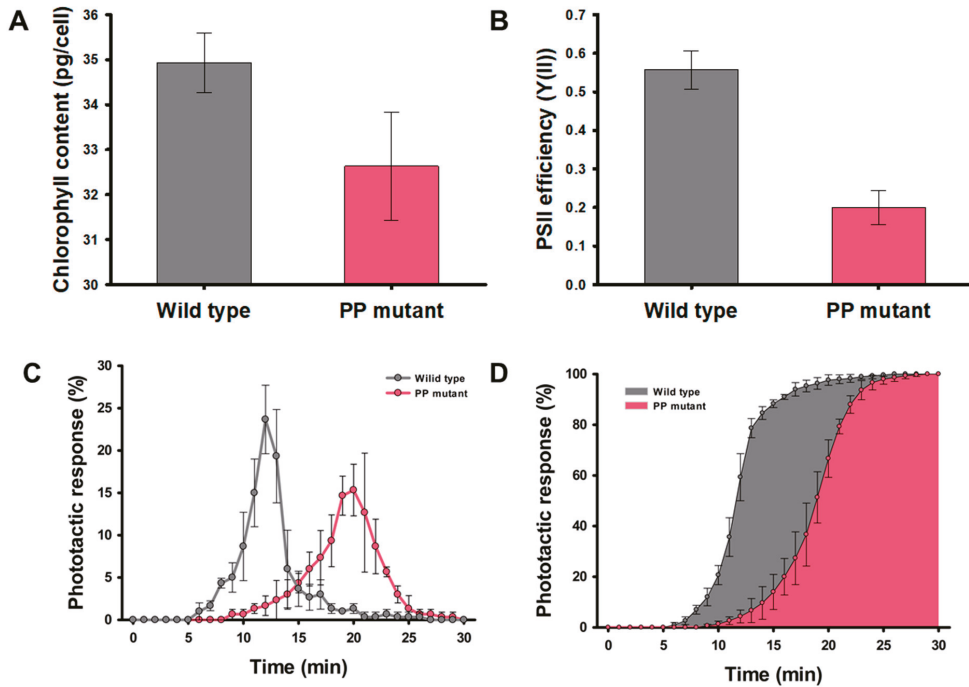 A
Chlorophyll content (pg/cell)
36
35
34
33
32
31
30
Wild type
PP mutant
B
PSII efficiency (Y(II))
0.7
0.6
0.5
0.4
0.3
0.2
0.1
0.0
Wild type
PP mutant
C
Phototactic response (%)
30
25
20
15
10
5
0
Wilid type
PP mutant
0 5 10 15 20 25 30
Time (min)
D
Phototactic response (%)
100
80
60
40
20
0
Wild type
PP mutant
0 5 10 15 20 25 30
Time (min)